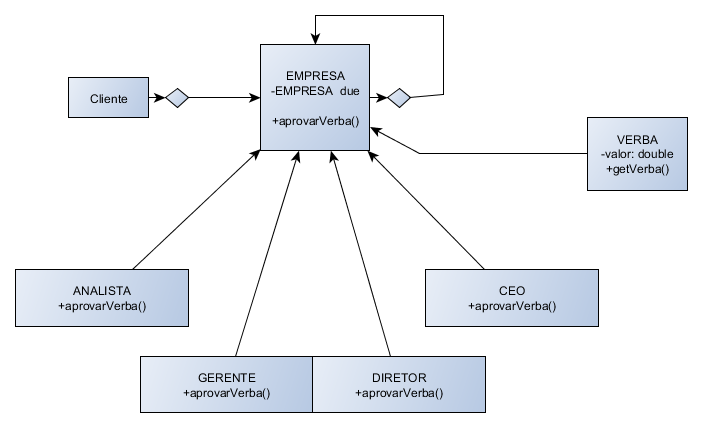 EMPRESA
-EMPRESA due
+aprovarVerba()
Cliente
VERBA
-valor: double
+getVerba()
ANALISTA
+aprovarVerba()
CEO
+aprovarVerba()
GERENTE
+aprovarVerba()
DIRETOR
+aprovarVerba()